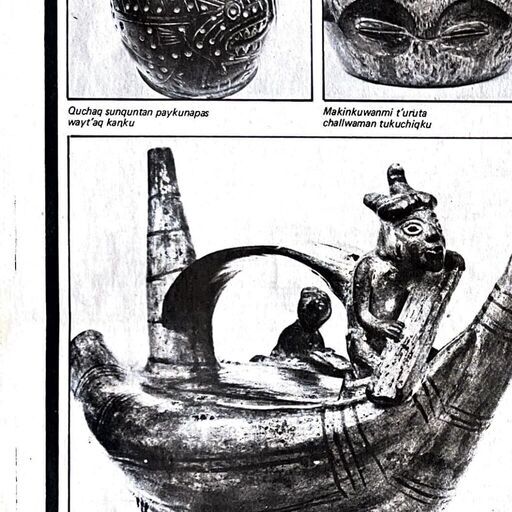 Quchaq sunquntan paykunapas
wayt'aq kanku
Makinkuwanmi t'uruta
challwaman tukuchiqku